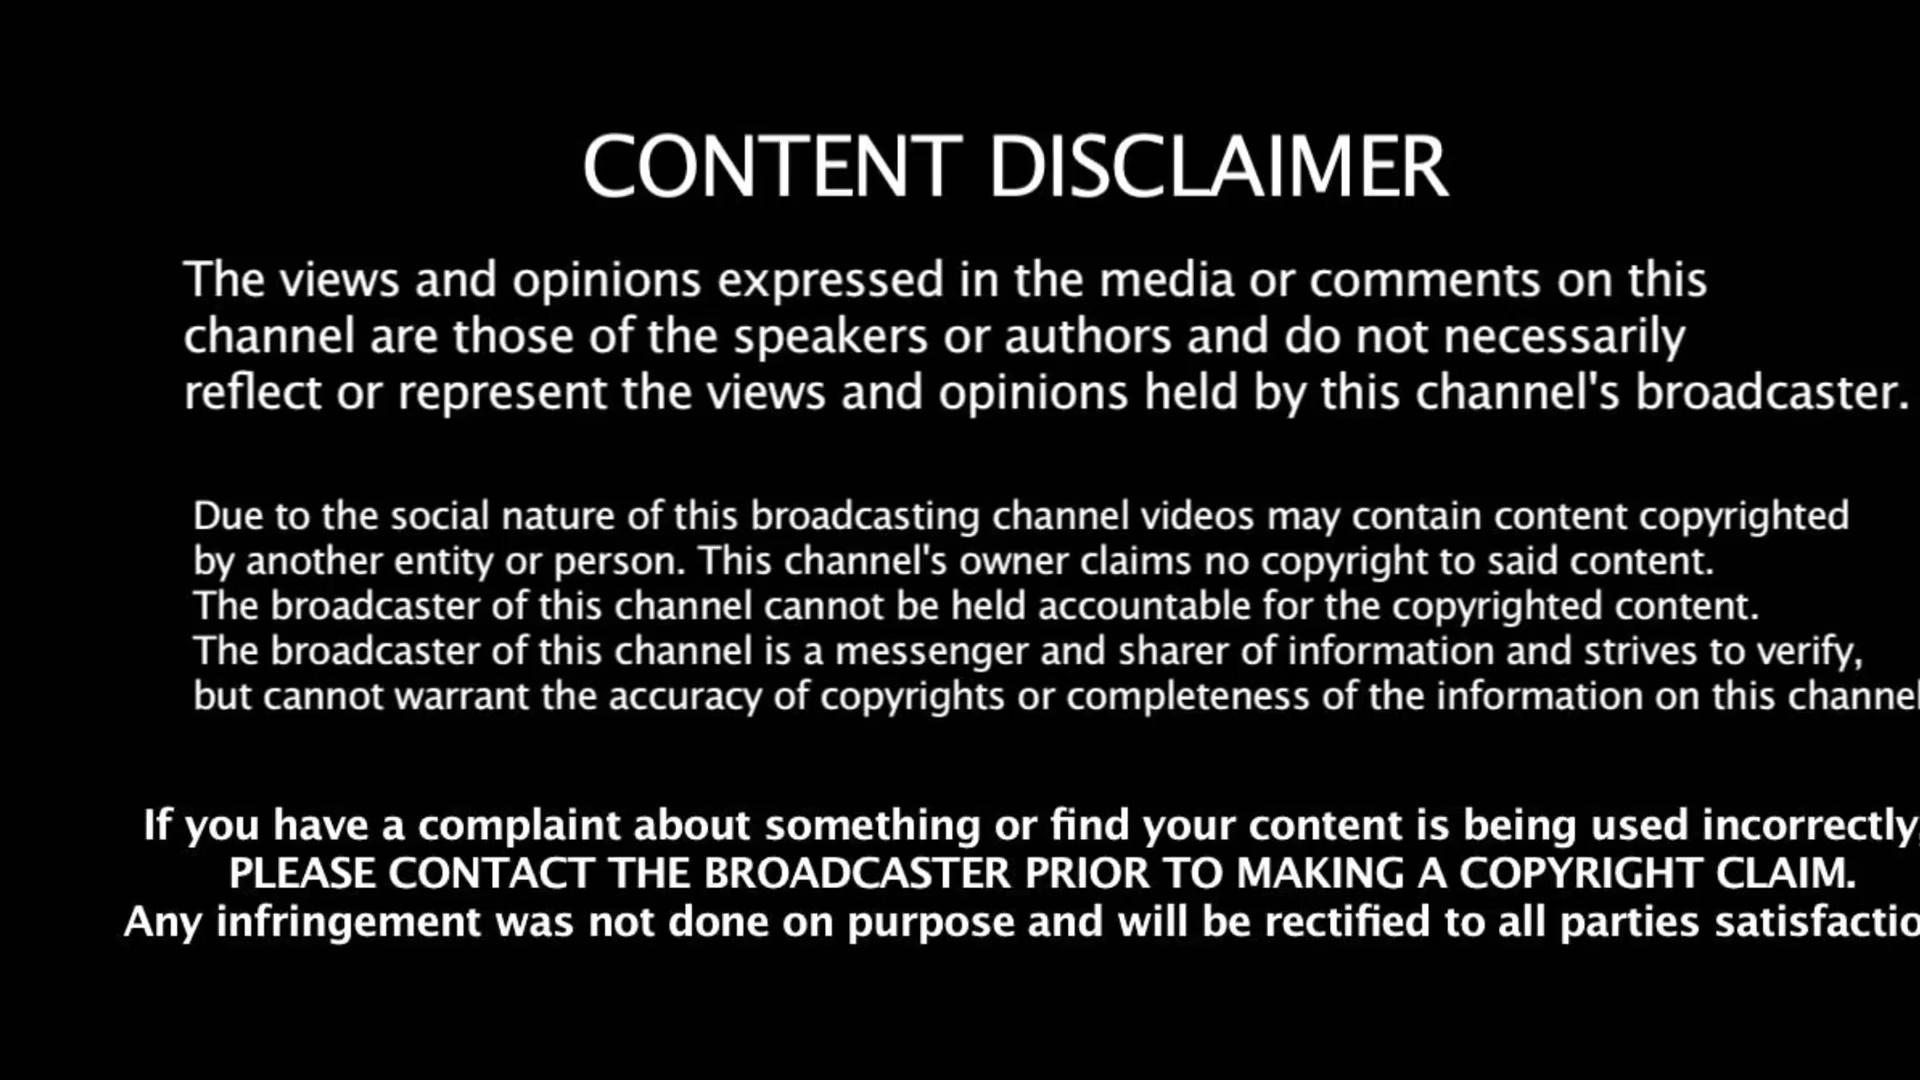 CONTENT DISCLAIMER
The views and opinions expressed in the media or comments on this
channel are those of the speakers or authors and do not necessarily
reflect or represent the views and opinions held by this channel's broadcaster.
Due to the social nature of this broadcasting channel videos may contain content copyrighted
by another entity or person. This channel's owner claims no copyright to said content.
The broadcaster of this channel cannot be held accountable for the copyrighted content.
The broadcaster of this channel is a messenger and sharer of information and strives to verify,
but cannot warrant the accuracy of copyrights or completeness of the information on this channel
If you have a complaint about something or find your content is being used incorrectly,
PLEASE CONTACT THE BROADCASTER PRIOR TO MAKING A COPYRIGHT CLAIM.
Any infringement was not done on purpose and will be rectified to all parties satisfactio